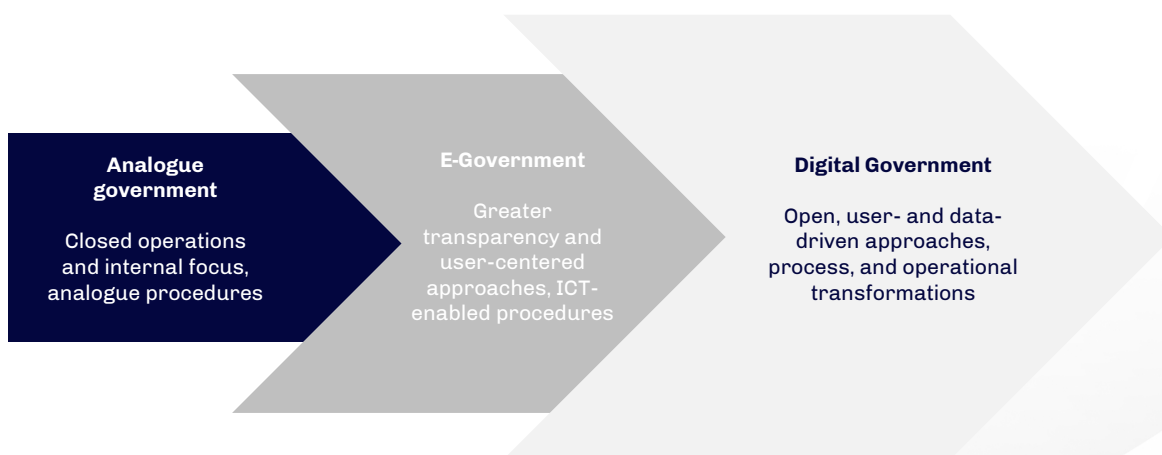 Analogue
government
Closed operations
and internal focus,
analogue procedures
E-Government
Greater
transparency and
user-centered
approaches, ICT-
enabled procedures
Digital Government
Open, user- and data-
driven approaches,
process, and operational
transformations